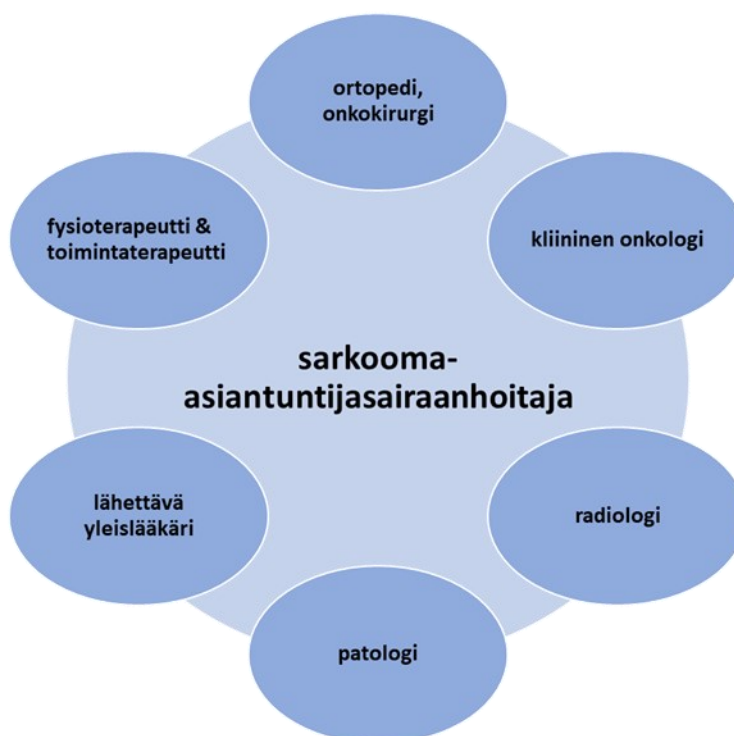 ortopedi,
onkokirurgi
fysioterapeutti &
toimintaterapeutti
kliininen onkologi
sarkooma-
asiantuntijasairaanhoitaja
lähettävä
yleislääkäri
radiologi
patologi